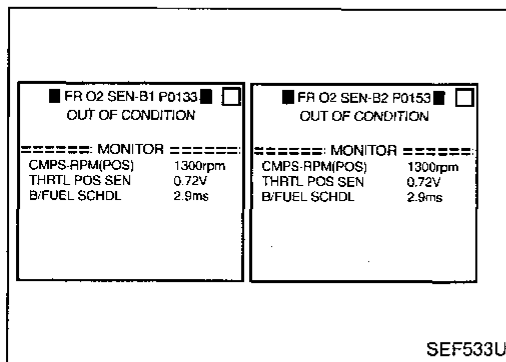 FR O2 SEN-B1 P0133
OUT OF CONDITION
====== MONITOR ======
CMPS-RPM(POS) 1300rpm
THRTL POS SEN 0.72V
B/FUEL SCHDL 2.9ms
FR O2 SEN-B2 P0153
OUT OF CONDITION
====== MONITOR ======
CMPS-RPM(POS) 1300rpm
THRTL POS SEN 0.72V
B/FUEL SCHDL 2.9ms
SEF533U